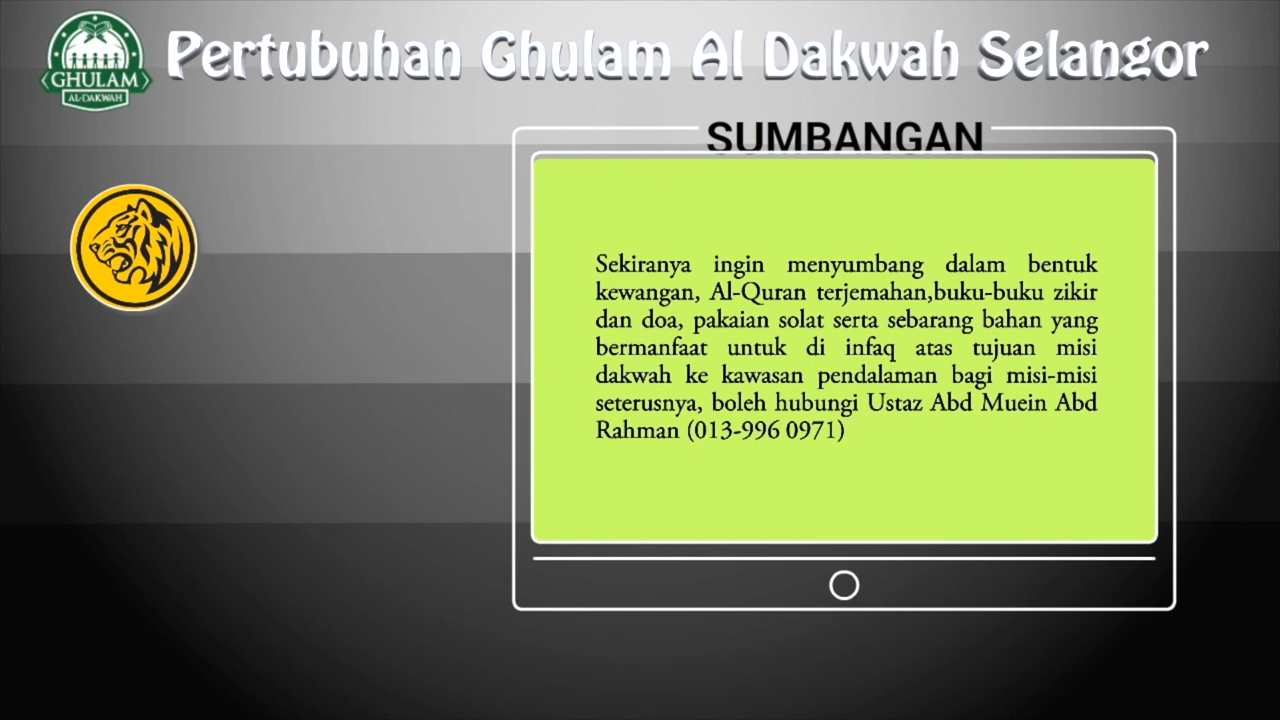 Pertubuhan Ghulam Al Dakwah Selangor
GHULAM
AL-DAKWAH
SUMBANGAN
Sekiranya ingin menyumbang dalam bentuk
kewangan, Al-Quran terjemahan,buku-buku zikir
dan doa, pakaian solat serta sebarang bahan yang
bermanfaat untuk di infaq atas tujuan misi
dakwah ke kawasan pendalaman bagi misi-misi
seterusnya, boleh hubungi Ustaz Abd Muein Abd
Rahman (013-996 0971)